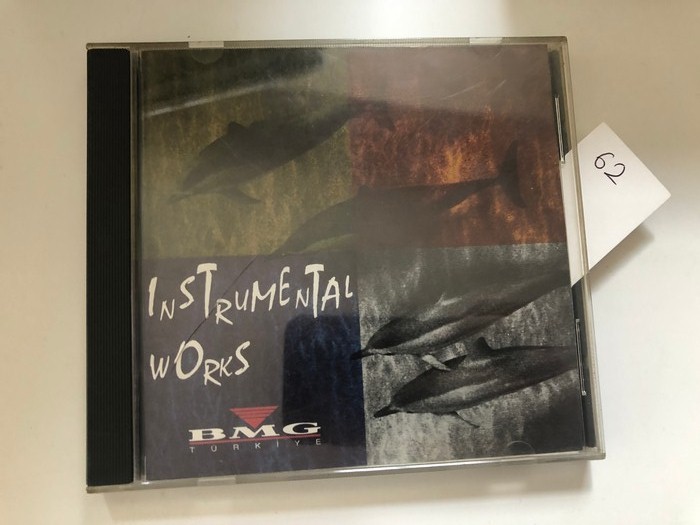 INSTRUMENTAL
WORKS
BMG
TÜRKİYE
62